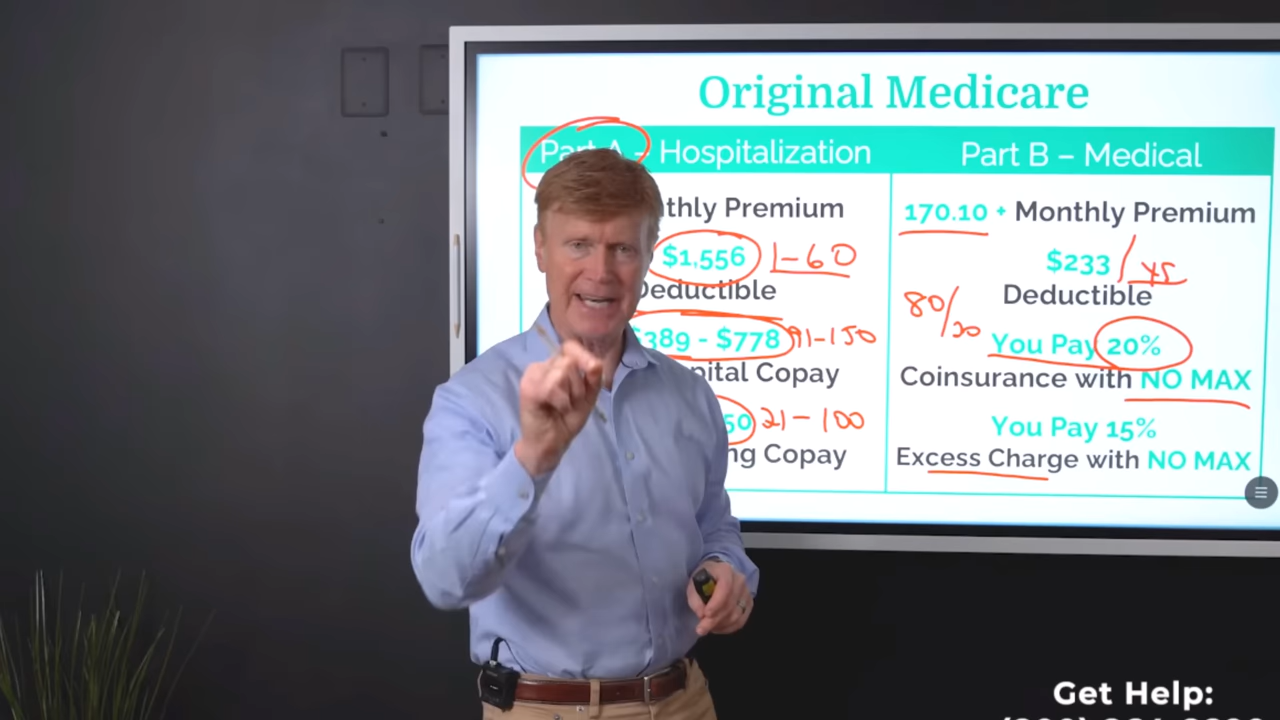 Original Medicare
Part A – Hospitalization
thly Premium
$1,556 1-60
Deductible
$389 - $778 91-150
pital Copay
50 21-100
ng Copay
Part B – Medical
170.10 + Monthly Premium
$233 / yr
Deductible
80/20
You Pay 20%
Coinsurance with NO MAX
You Pay 15%
Excess Charge with NO MAX
Get Help: